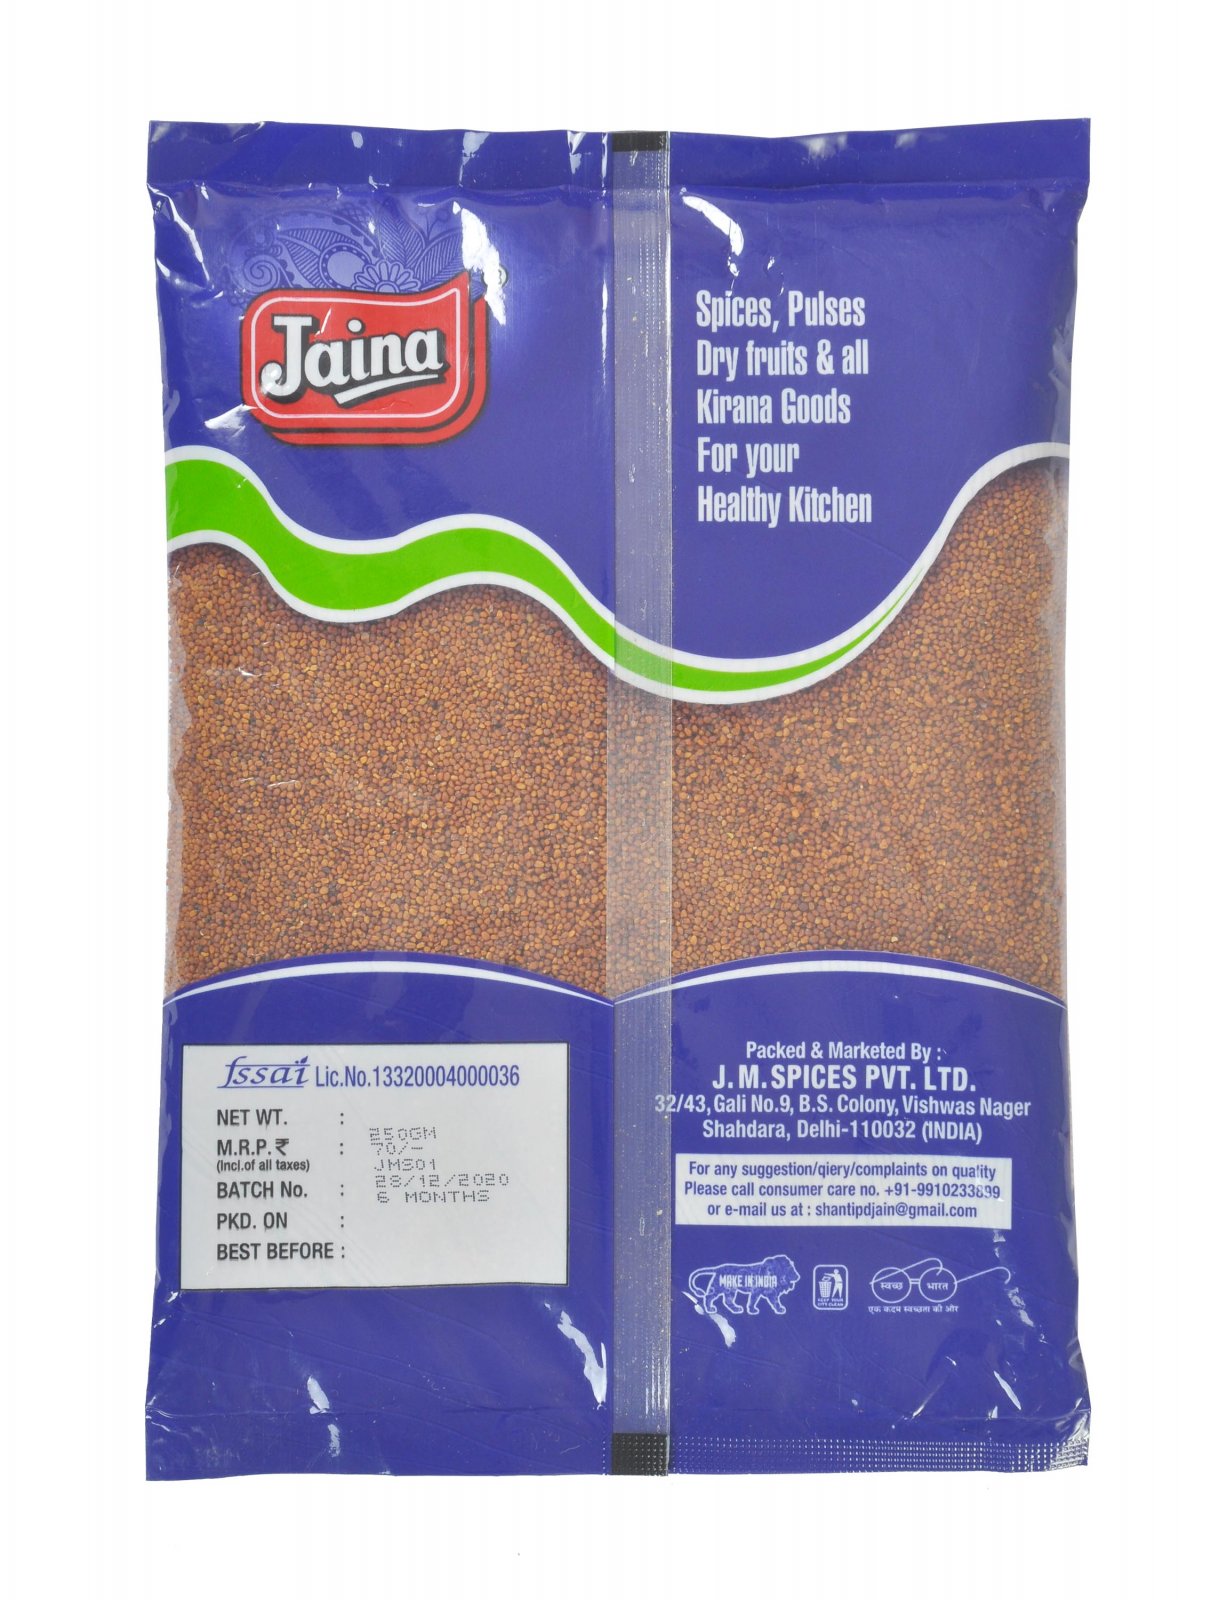 Jaina
®
Spices, Pulses
Dry fruits & all
Kirana Goods
For your
Healthy Kitchen
fssai Lic.No.13320004000036
NET WT. : 250GM
M.R.P.₹ : 70/-
(Incl.of all taxes)
JMS01
BATCH No. : 28/12/2020
6 MONTHS
PKD. ON :
BEST BEFORE :
Packed & Marketed By :
J. M. SPICES PVT. LTD.
32/43, Gali No.9, B.S. Colony, Vishwas Nager
Shahdara, Delhi-110032 (INDIA)
For any suggestion/qiery/complaints on quality
Please call consumer care no. +91-9910233899
or e-mail us at : shantipdjain@gmail.com
MAKE IN INDIA
KEEP YOUR
CITY CLEAN
स्वच्छ भारत
एक कदम स्वच्छता की ओर